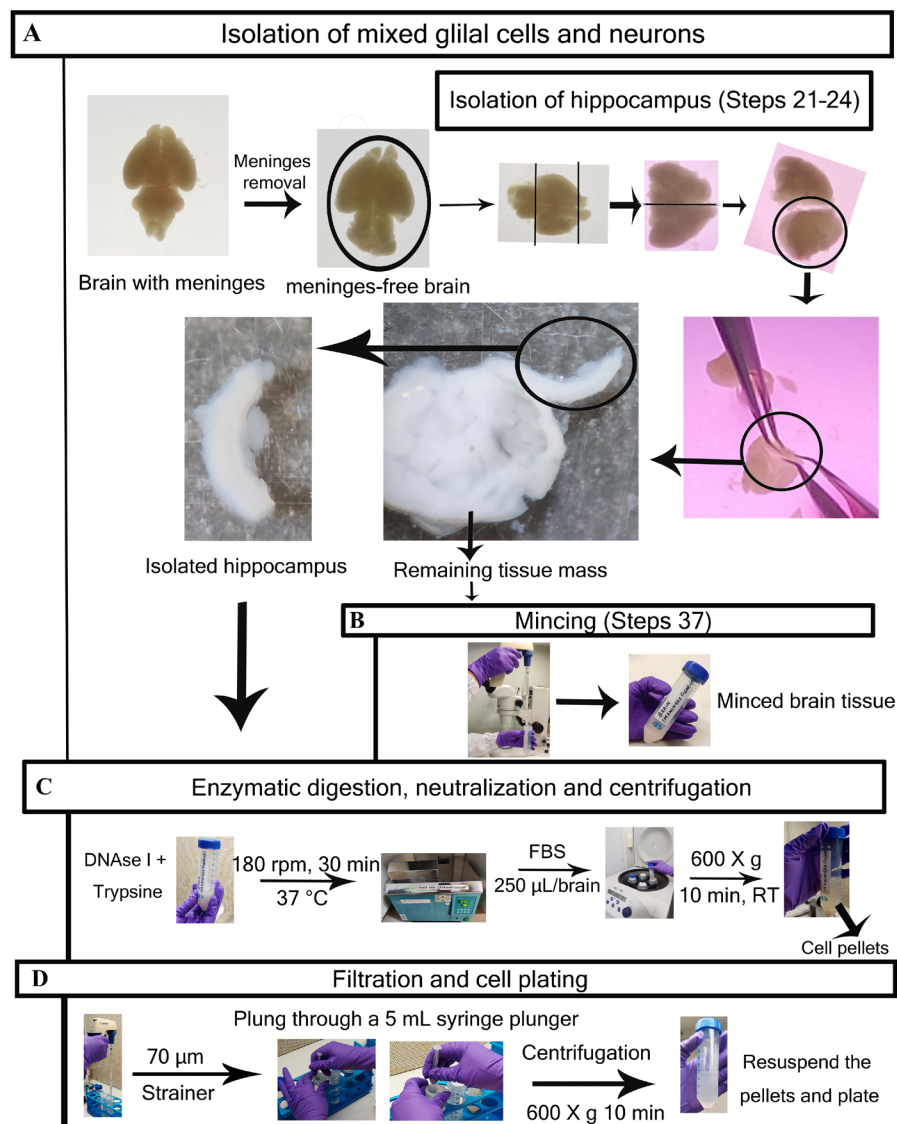 A
Isolation of mixed glilal cells and neurons
Isolation of hippocampus (Steps 21-24)
Meninges
removal
Brain with meninges
meninges-free brain
Isolated hippocampus
Remaining tissue mass
B
Mincing (Steps 37)
Minced brain tissue
C
Enzymatic digestion, neutralization and centrifugation
DNAse I +
Trypsine
180 rpm, 30 min
37 °C
FBS
250 µL/brain
600 X g
10 min, RT
Cell pellets
D
Filtration and cell plating
Plung through a 5 mL syringe plunger
70 µm
Strainer
Centrifugation
600 X g 10 min
Resuspend the
pellets and plate